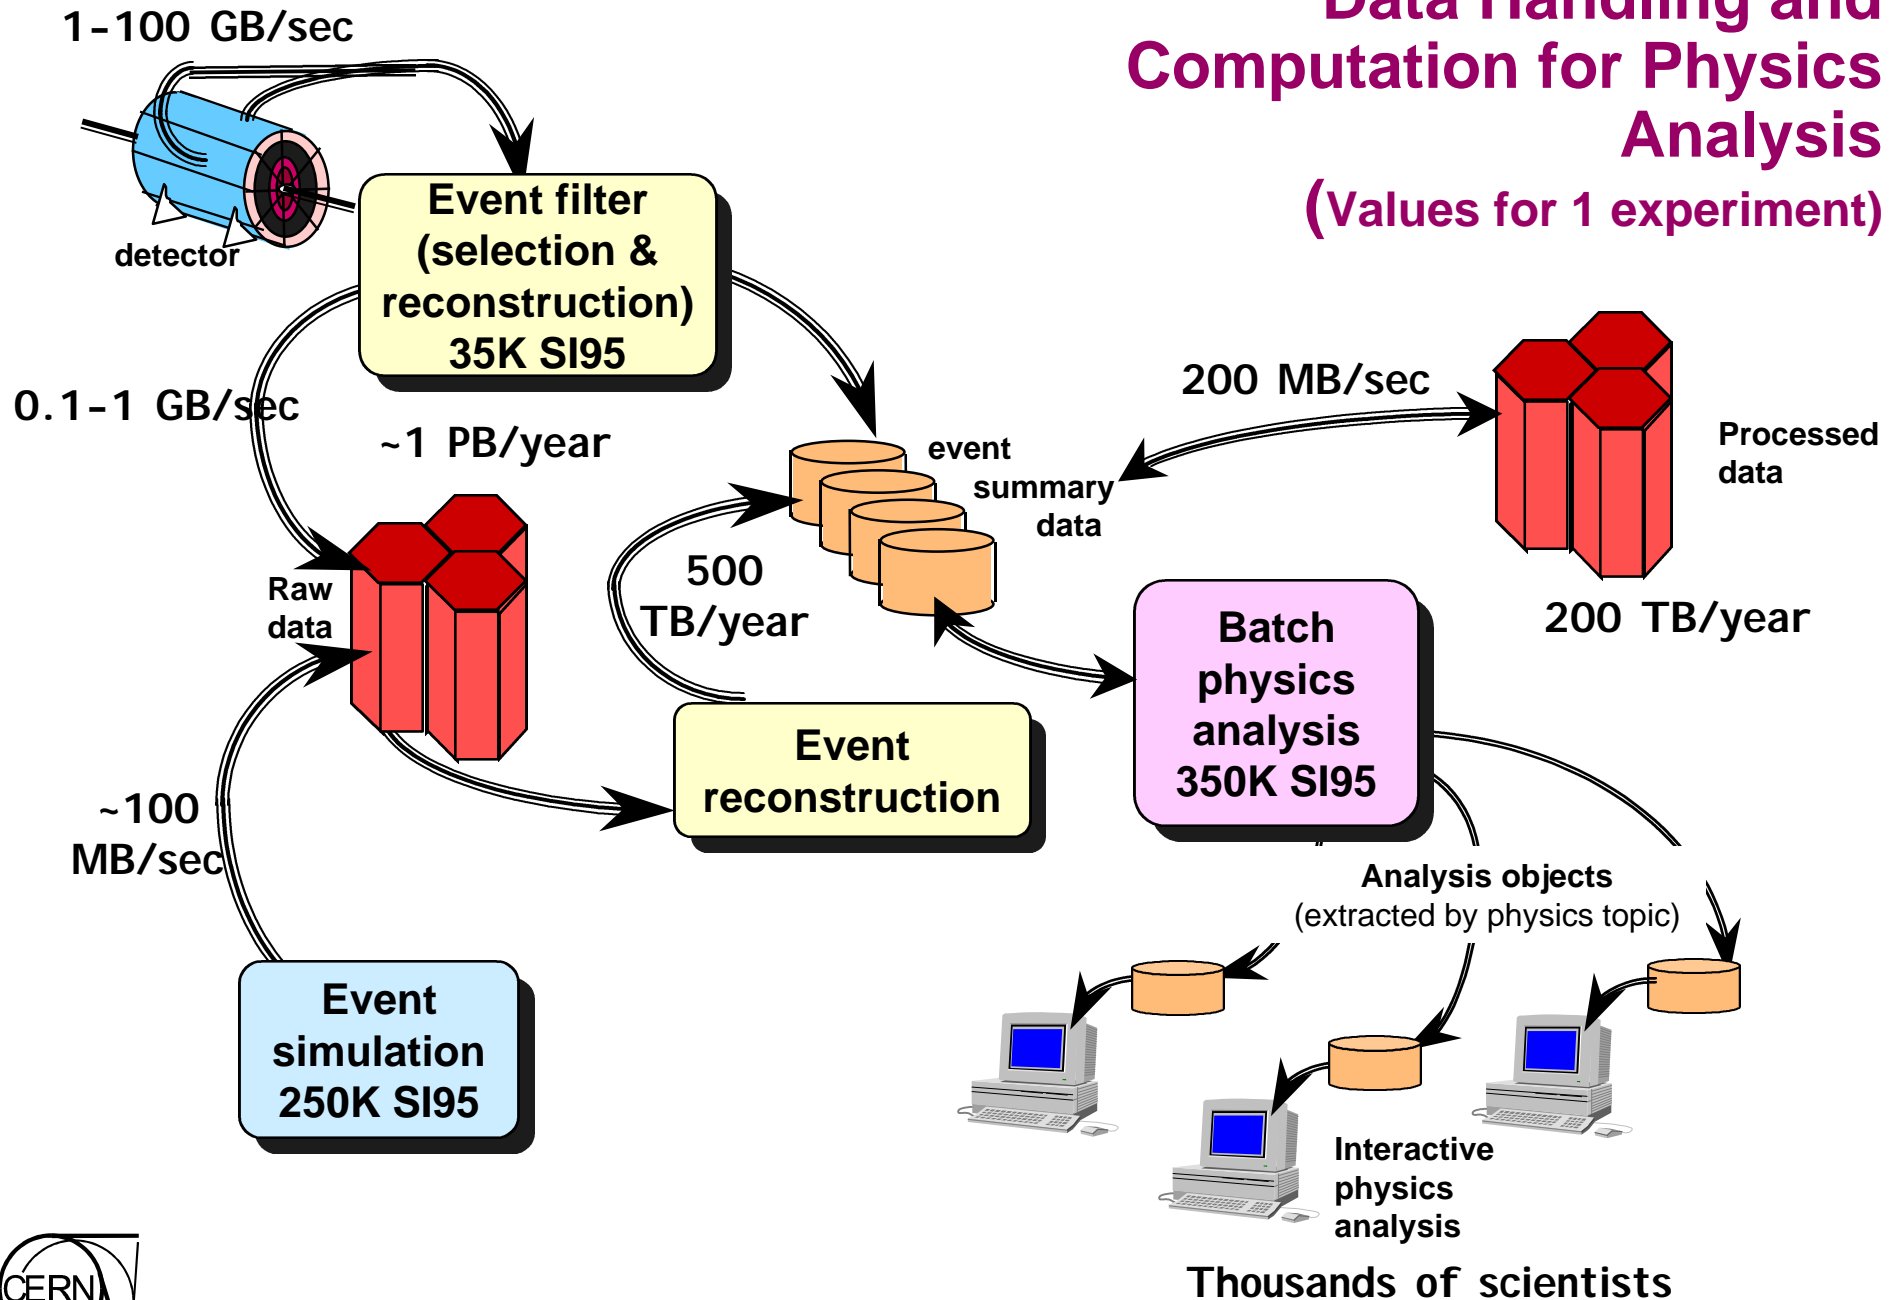 1-100 GB/sec
Data Handling and
Computation for Physics
Analysis
(Values for 1 experiment)
detector
Event filter
(selection &
reconstruction)
35K SI95
0.1-1 GB/sec
~1 PB/year
200 MB/sec
Processed
data
event
summary
data
Raw
data
500
TB/year
200 TB/year
Batch
physics
analysis
350K SI95
Event
reconstruction
~100
MB/sec
Analysis objects
(extracted by physics topic)
Event
simulation
250K SI95
Interactive
physics
analysis
Thousands of scientists
CERN